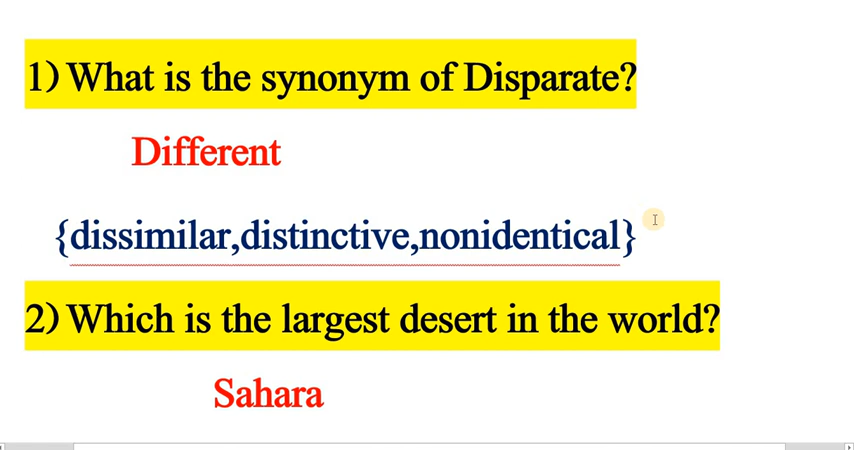 1) What is the synonym of Disparate?
Different
{dissimilar,distinctive,nonidentical}
2) Which is the largest desert in the world?
Sahara